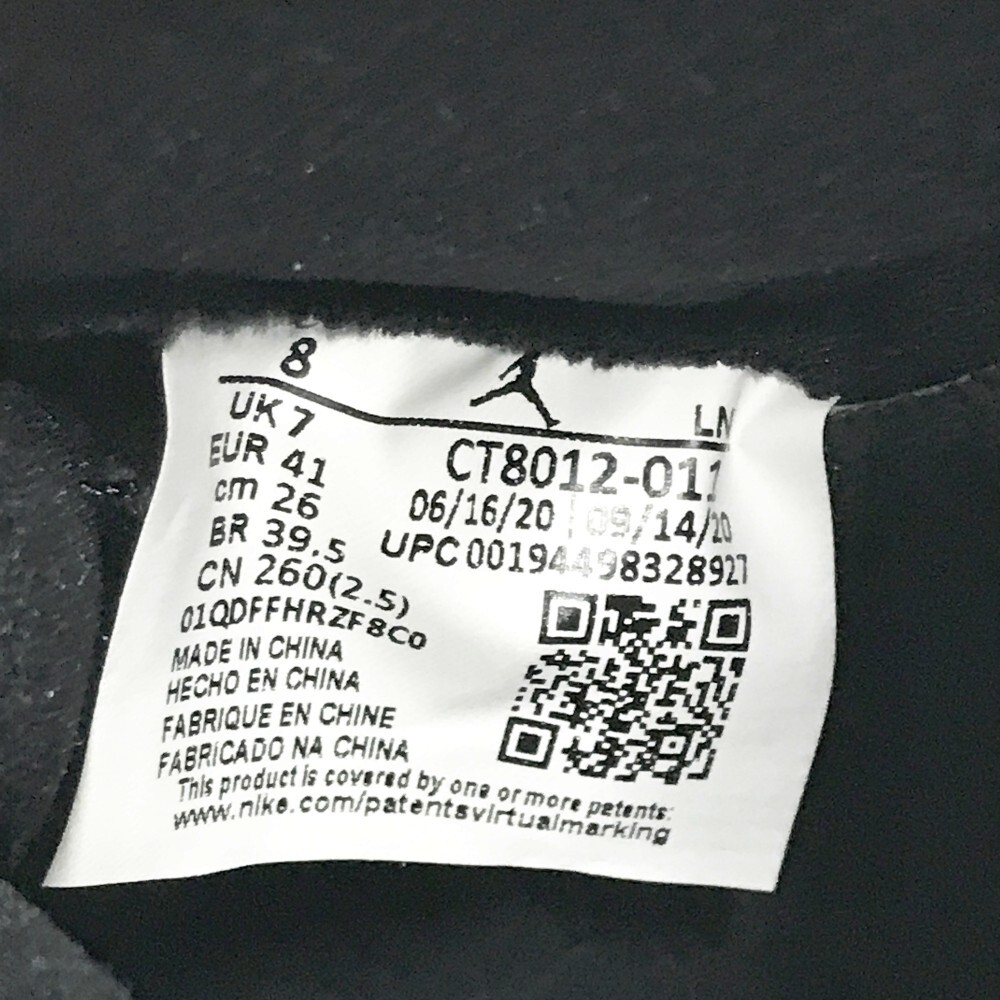 8
LN
UK 7
EUR 41
cm 26
BR 39.5
CN 260(2.5)
01QDFFHRZF8C0
CT8012-011
06/16/20 09/14/20
UPC 00194498328927
MADE IN CHINA
HECHO EN CHINA
FABRIQUE EN CHINE
FABRICADO NA CHINA
This product is covered by one or more patents:
www.nike.com/patentsvirtualmarking